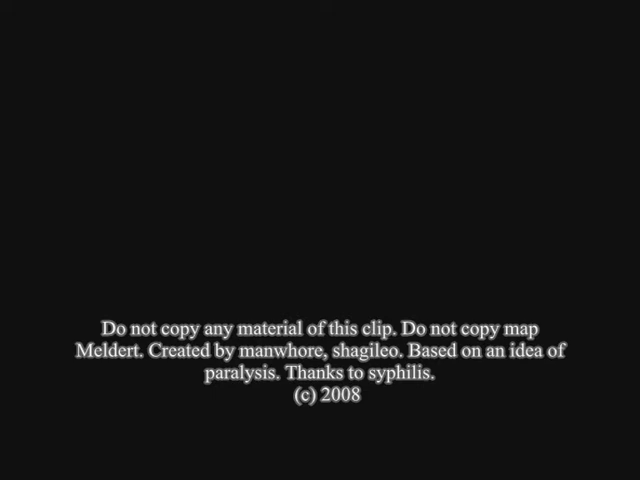 Do not copy any material of this clip. Do not copy map
Meldert. Created by manwhore, shagileo. Based on an idea of
paralysis. Thanks to syphilis.
(c) 2008